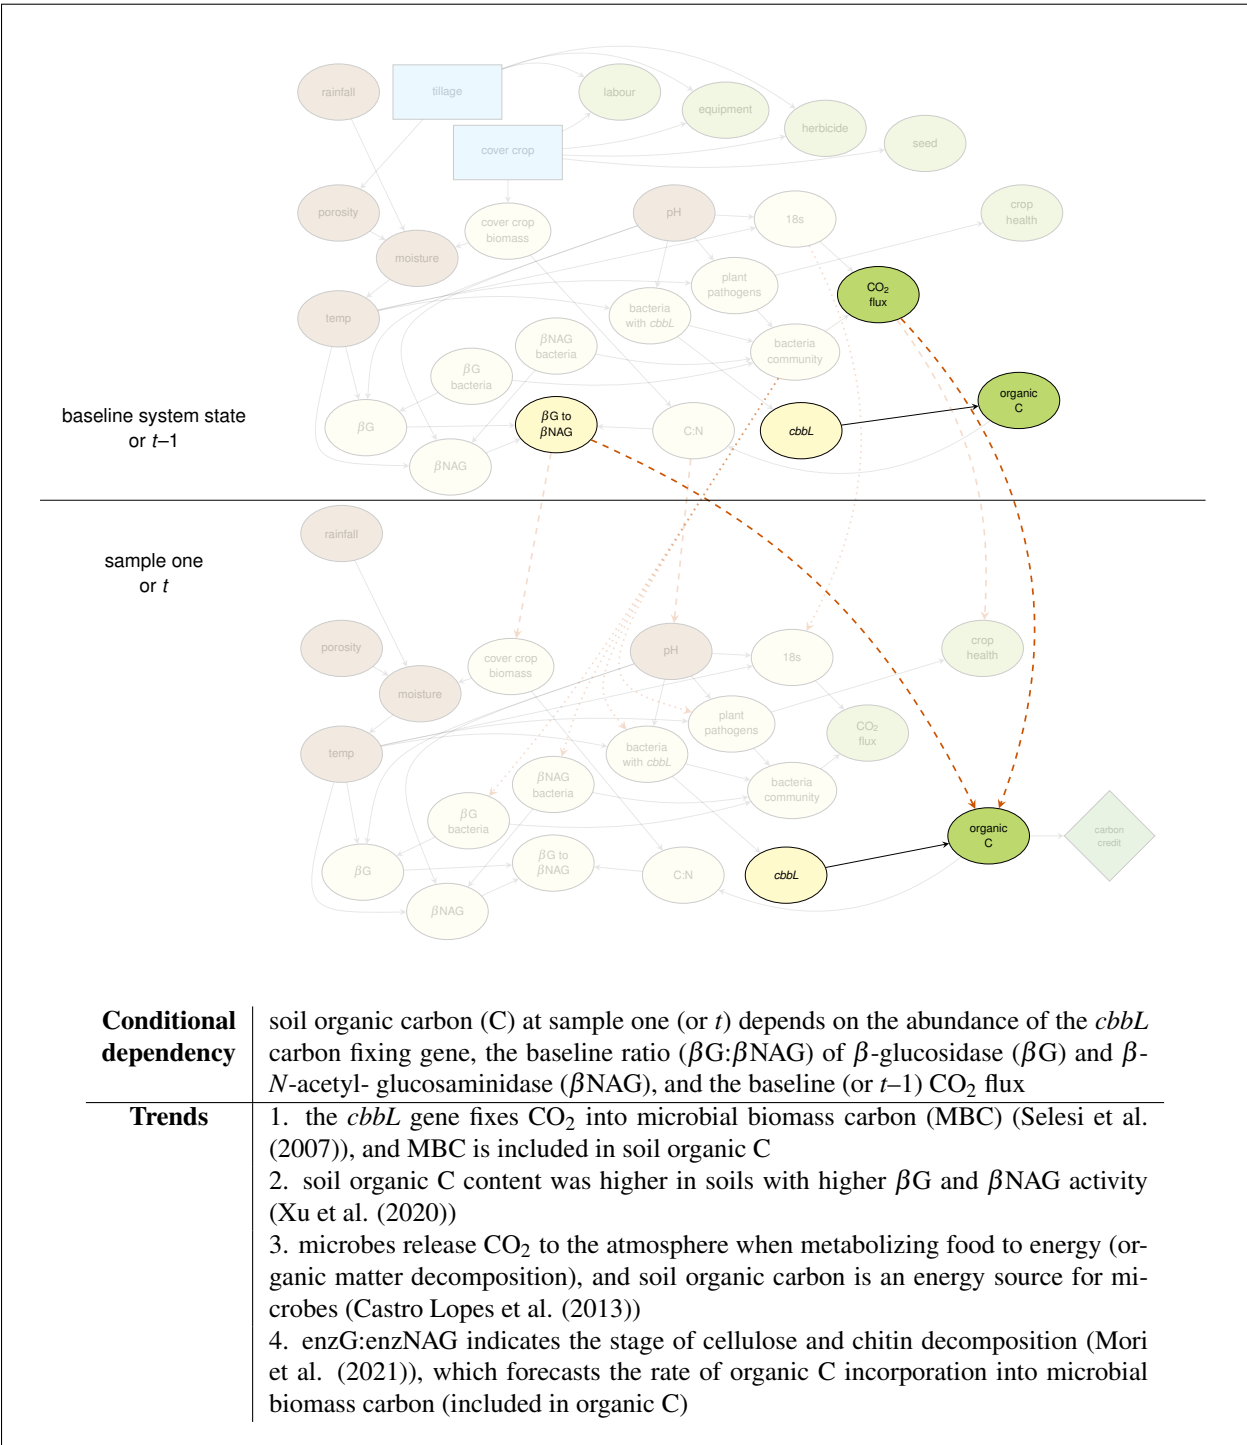 rainfall
tillage
labour
equipment
herbicide
seed
cover crop
porosity
cover crop
biomass
pH
18s
crop
health
moisture
plant
pathogens
CO₂
flux
temp
bacteria
with cbbL
βNAG
bacteria
bacteria
community
βG
bacteria
organic
C
baseline system state
or t–1
βG
βG to
βNAG
C:N
cbbL
βNAG
rainfall
sample one
or t
porosity
cover crop
biomass
pH
18s
crop
health
moisture
plant
pathogens
CO₂
flux
temp
bacteria
with cbbL
βNAG
bacteria
bacteria
community
βG
bacteria
organic
C
carbon
credit
βG
βG to
βNAG
C:N
cbbL
βNAG
Conditional
dependency
soil organic carbon (C) at sample one (or t) depends on the abundance of the cbbL
carbon fixing gene, the baseline ratio (βG:βNAG) of β-glucosidase (βG) and β-
N-acetyl- glucosaminidase (βNAG), and the baseline (or t–1) CO₂ flux
Trends
1. the cbbL gene fixes CO₂ into microbial biomass carbon (MBC) (Selesi et al.
(2007)), and MBC is included in soil organic C
2. soil organic C content was higher in soils with higher βG and βNAG activity
(Xu et al. (2020))
3. microbes release CO₂ to the atmosphere when metabolizing food to energy (or-
ganic matter decomposition), and soil organic carbon is an energy source for mi-
crobes (Castro Lopes et al. (2013))
4. enzG:enzNAG indicates the stage of cellulose and chitin decomposition (Mori
et al. (2021)), which forecasts the rate of organic C incorporation into microbial
biomass carbon (included in organic C)